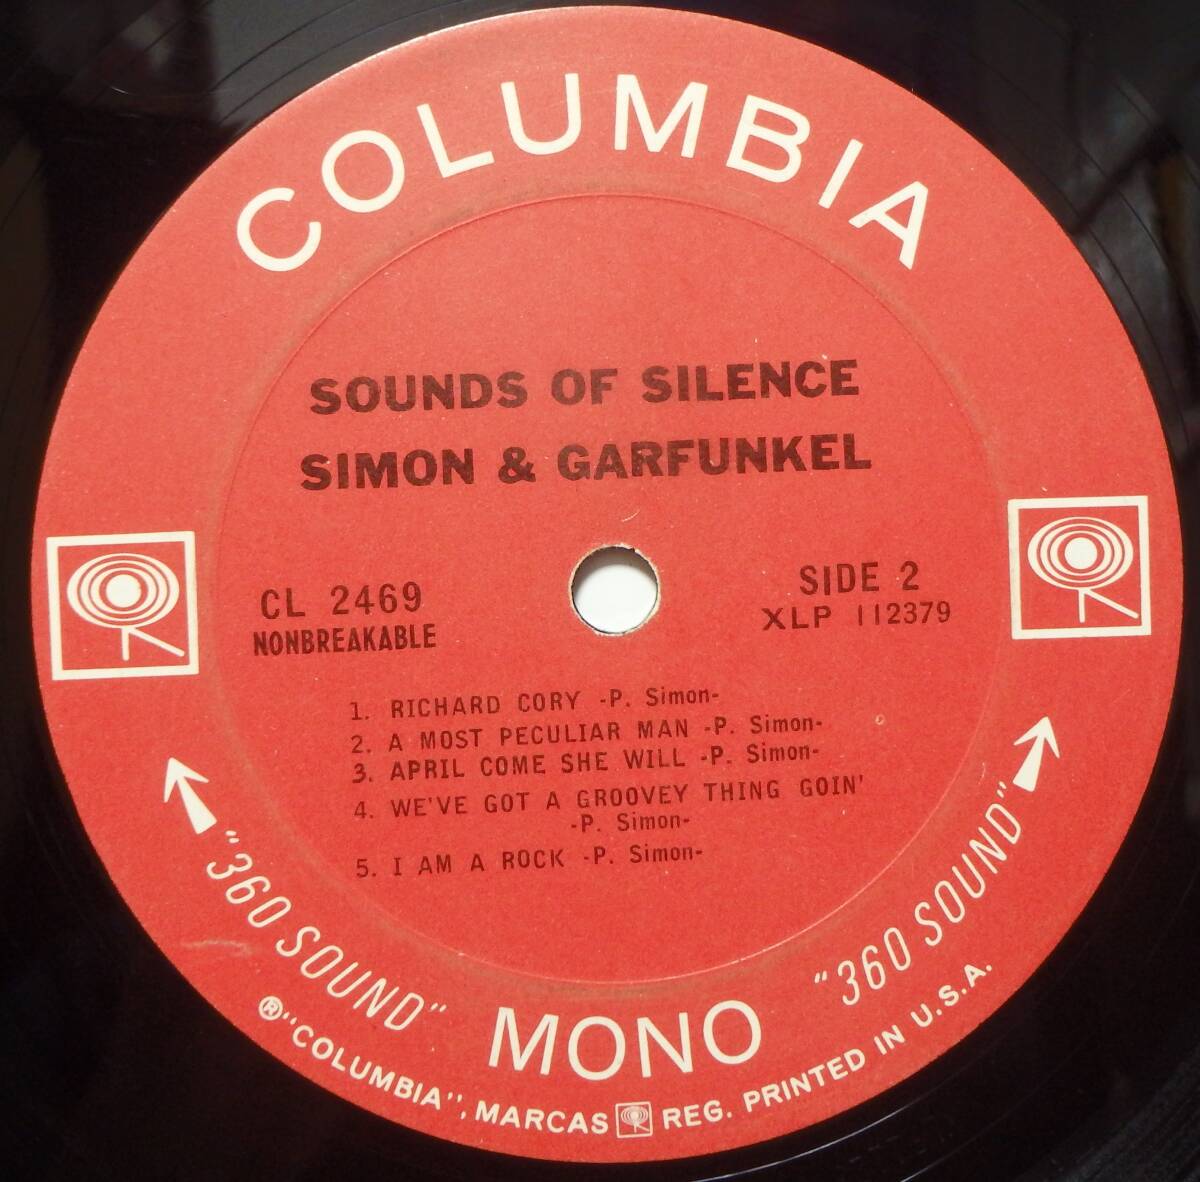 COLUMBIA
SOUNDS OF SILENCE
SIMON & GARFUNKEL
CL 2469
NONBREAKABLE
SIDE 2
XLP 112379
1. RICHARD CORY -P. Simon-
2. A MOST PECULIAR MAN -P. Simon-
3. APRIL COME SHE WILL -P. Simon-
4. WE'VE GOT A GROOVEY THING GOIN'
-P. Simon-
5. I AM A ROCK -P. Simon-
"360 SOUND" MONO "360 SOUND"
®"COLUMBIA", MARCAS REG. PRINTED IN U.S.A.